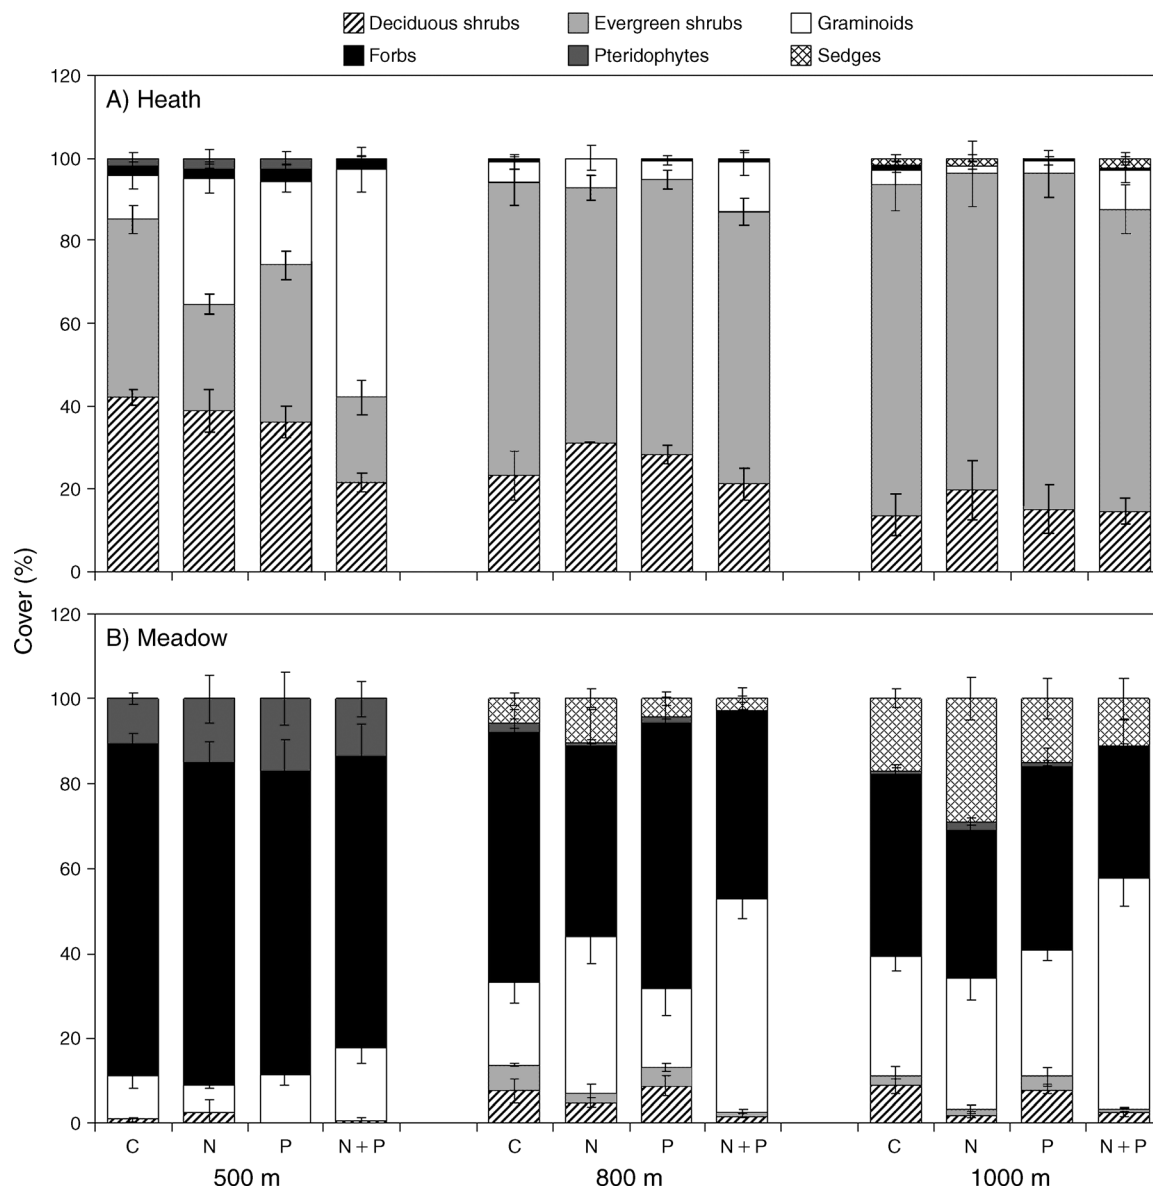 Deciduous shrubs Evergreen shrubs Graminoids
Forbs Pteridophytes Sedges
120
A) Heath
100
80
60
40
20
0
Cover (%)
120
B) Meadow
100
80
60
40
20
0
C N P N + P C N P N + P C N P N + P
500 m 800 m 1000 m